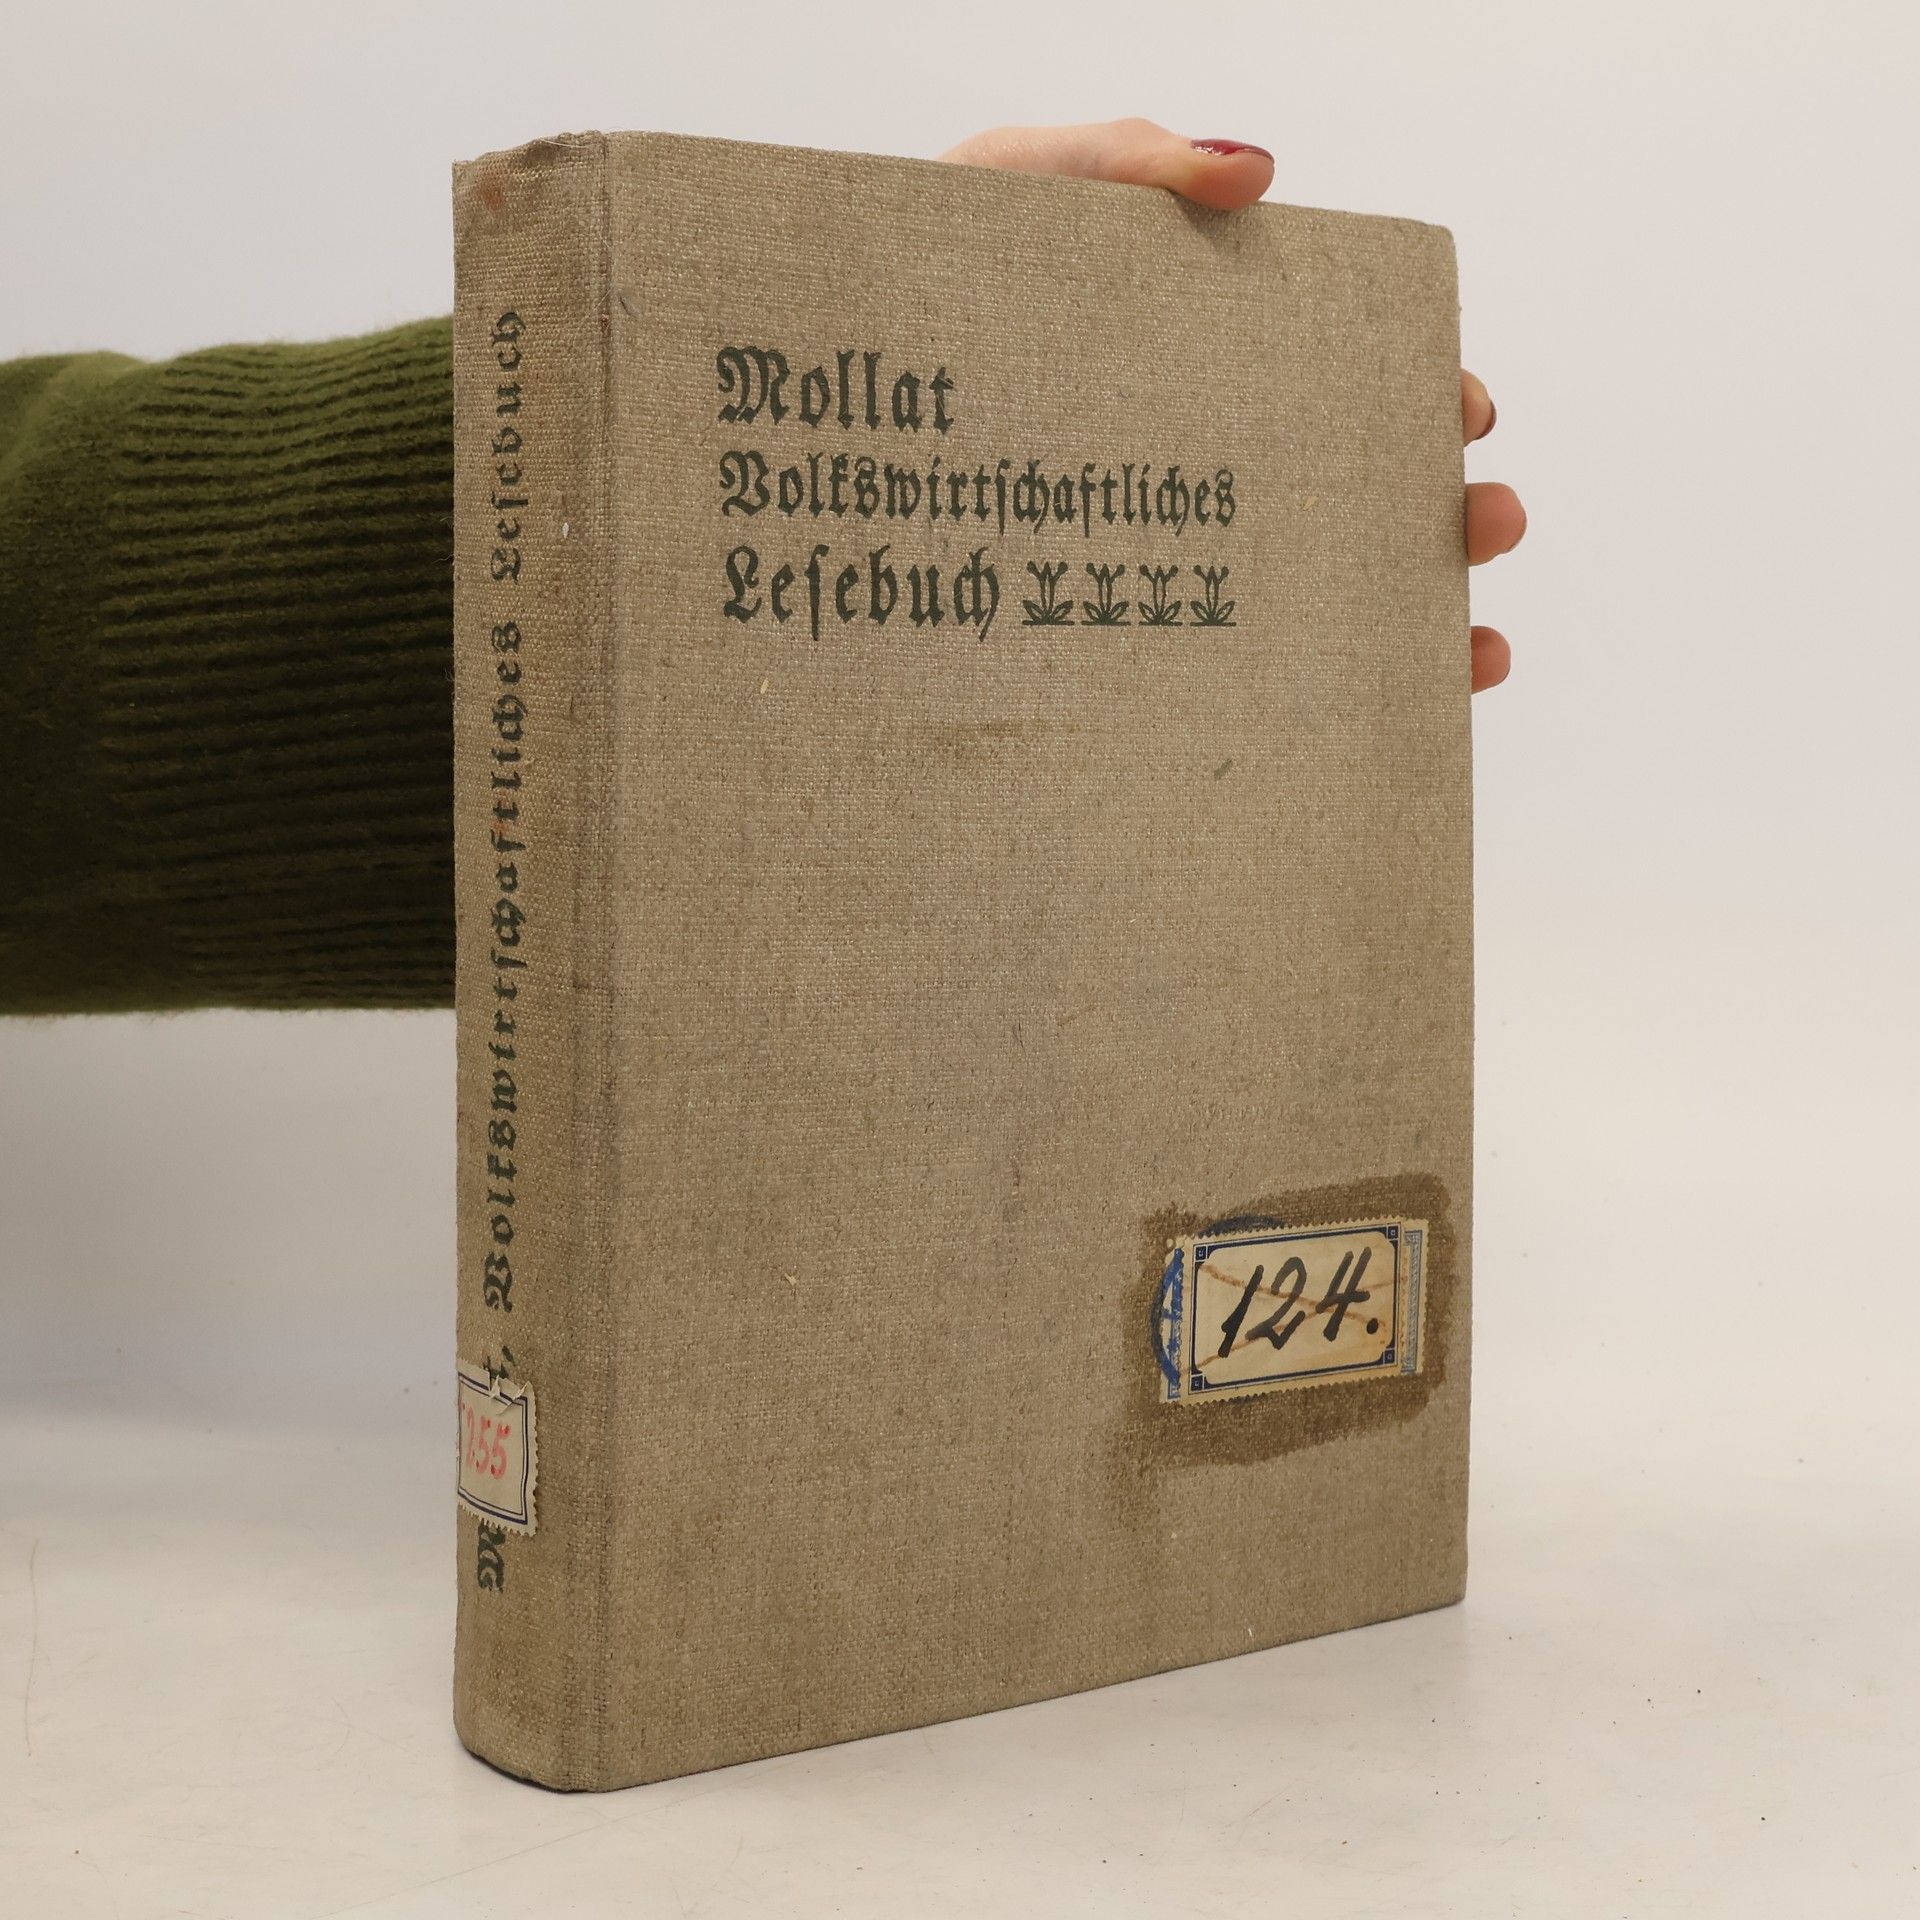 Mollat
Volkswirtſchaftliches
Leſebuch
124.
Volkswirtſchaftliches Leſebuch
255